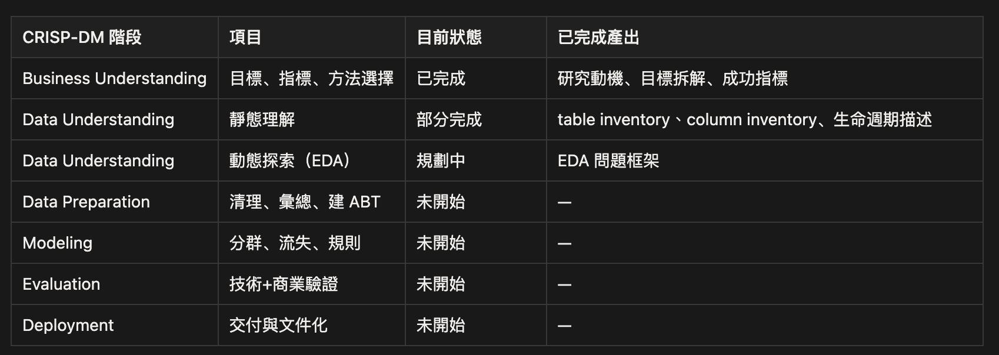 CRISP-DM 階段 項目 目前狀態 已完成產出
Business Understanding 目標、指標、方法選擇 已完成 研究動機、目標拆解、成功指標
Data Understanding 靜態理解 部分完成 table inventory、column inventory、生命週期描述
Data Understanding 動態探索（EDA） 規劃中 EDA 問題框架
Data Preparation 清理、彙總、建 ABT 未開始 —
Modeling 分群、流失、規則 未開始 —
Evaluation 技術+商業驗證 未開始 —
Deployment 交付與文件化 未開始 —